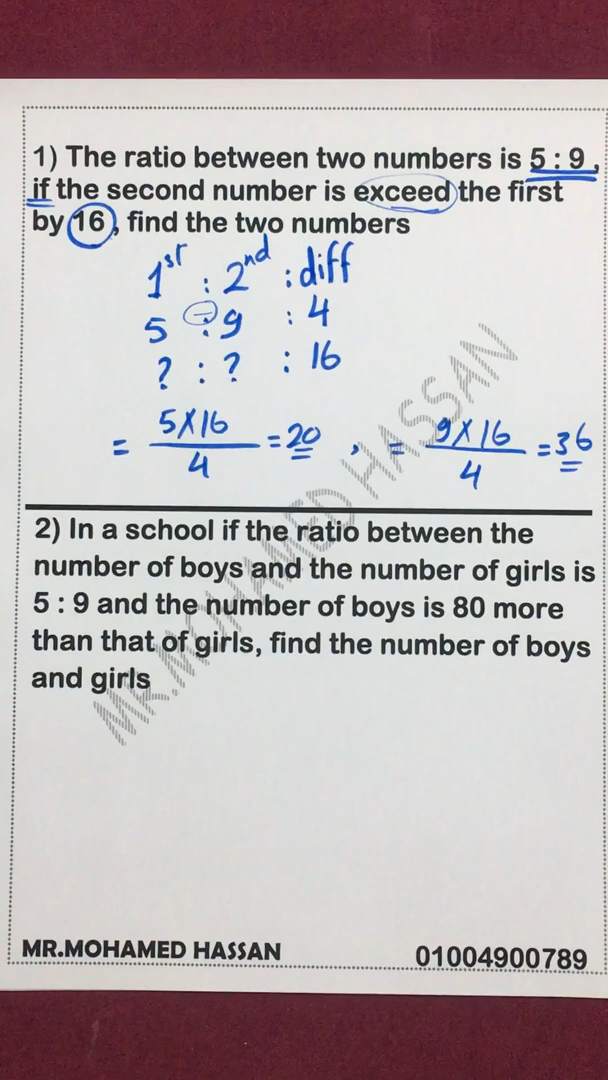 1) The ratio between two numbers is 5 : 9 ,
if the second number is exceed the first
by 16 , find the two numbers
1st : 2nd : diff
5 : 9 : 4
? : ? : 16
= 5 X 16 / 4 = 20 , = 9 X 16 / 4 = 36
2) In a school if the ratio between the
number of boys and the number of girls is
5 : 9 and the number of boys is 80 more
than that of girls, find the number of boys
and girls
MR.MOHAMED HASSAN
MR.MOHAMED HASSAN 01004900789